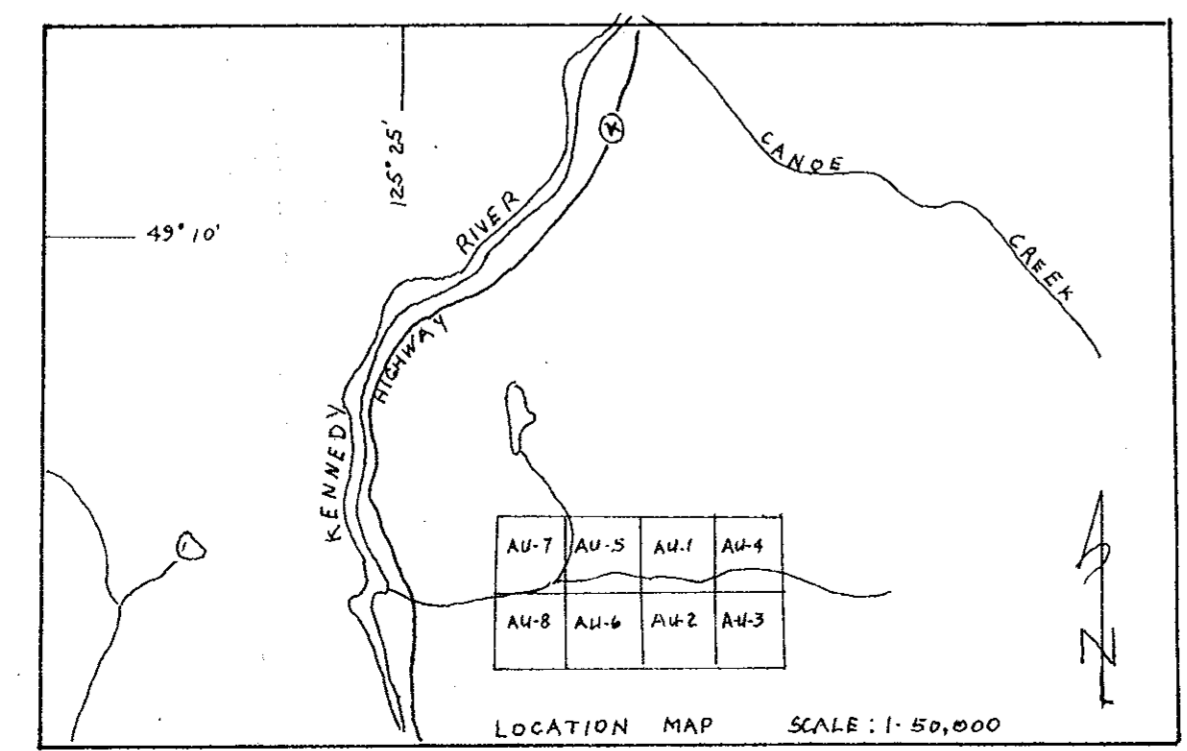 125° 25'
49° 10'
CANOE
CREEK
RIVER
HIGHWAY
KENNEDY
AU-7 AU-5 AU-1 AU-4
AU-8 AU-6 AU-2 AU-3
N
LOCATION MAP SCALE: 1-50,000